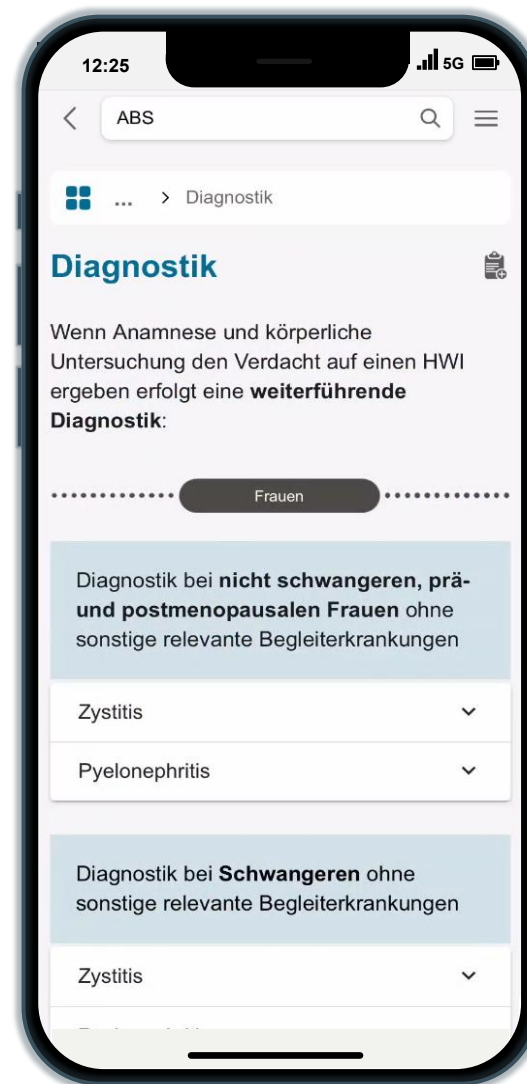 12:25
5G
ABS
... > Diagnostik
Diagnostik
Wenn Anamnese und körperliche
Untersuchung den Verdacht auf einen HWI
ergeben erfolgt eine weiterführende
Diagnostik:
Frauen
Diagnostik bei nicht schwangeren, prä-
und postmenopausalen Frauen ohne
sonstige relevante Begleiterkrankungen
Zystitis
Pyelonephritis
Diagnostik bei Schwangeren ohne
sonstige relevante Begleiterkrankungen
Zystitis